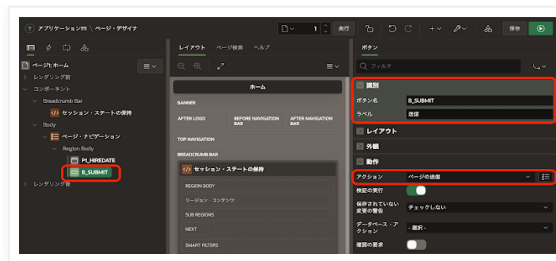 アプリケーション111 \ ページ・デザイナ
1
実行
保存
ページ1: ホーム
レンダリング前
コンポーネント
Breadcrumb Bar
セッション・ステートの保持
Body
ページ・ナビゲーション
Region Body
P1_HIREDATE
B_SUBMIT
レンダリング後
レイアウト ページ検索 ヘルプ
ホーム
BANNER
AFTER LOGO
BEFORE NAVIGATION BAR
AFTER NAVIGATION BAR
TOP NAVIGATION
BREADCRUMB BAR
セッション・ステートの保持
REGION BODY
リージョン・コンテンツ
SUB REGIONS
NEXT
SMART FILTERS
ボタン
フィルタ
識別
ボタン名 B_SUBMIT
ラベル 送信
レイアウト
外観
動作
アクション ページの送信
検証の実行
保存されていない変更の警告 チェックしない
データベース・アクション - 選択 -
確認の要求